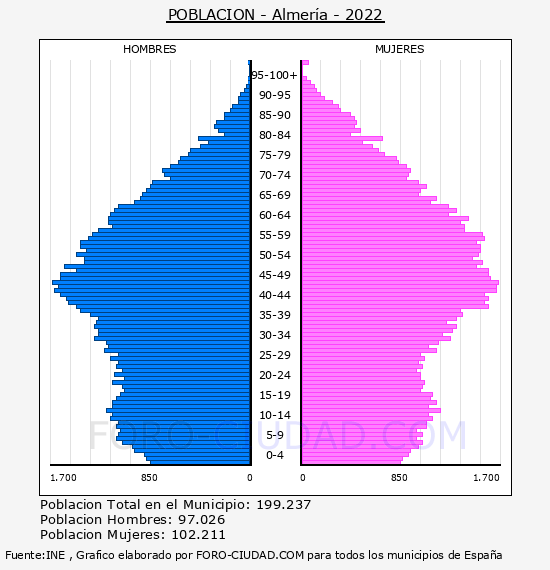 POBLACION - Almería - 2022
HOMBRES MUJERES
95-100+
90-95
85-90
80-84
75-79
70-74
65-69
60-64
55-59
50-54
45-49
40-44
35-39
30-34
25-29
20-24
15-19
10-14
5-9
0-4
FORO-CIUDAD.COM
1.700 850 0 0 850 1.700
Poblacion Total en el Municipio: 199.237
Poblacion Hombres: 97.026
Poblacion Mujeres: 102.211
Fuente:INE , Grafico elaborado por FORO-CIUDAD.COM para todos los municipios de España